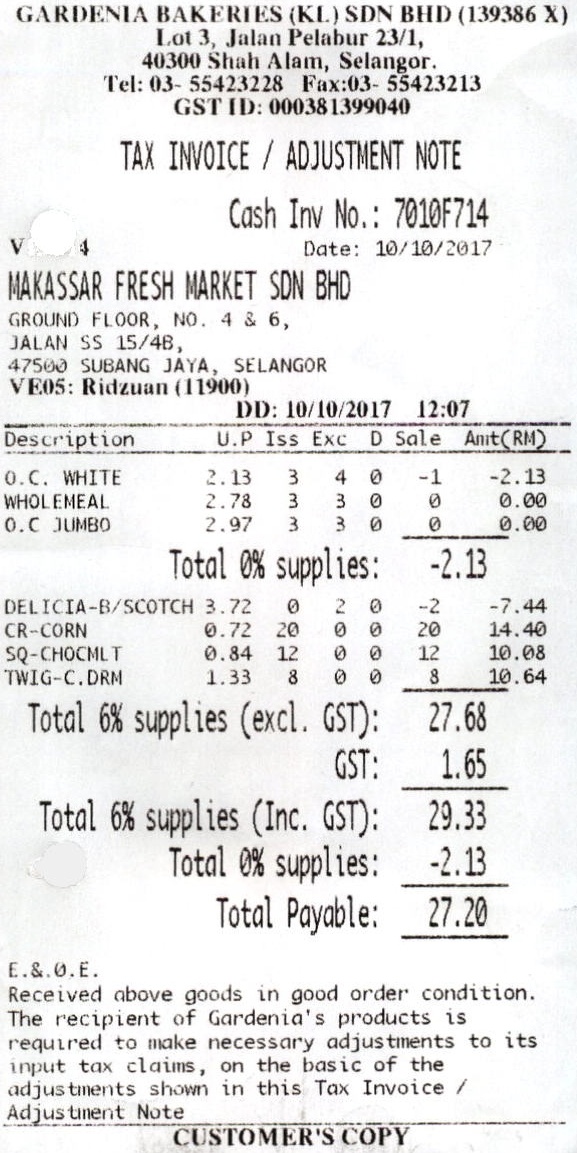 GARDENIA BAKERIES (KL) SDN BHD (139386 X)
Lot 3, Jalan Pelabur 23/1,
40300 Shah Alam, Selangor.
Tel: 03- 55423228 Fax:03- 55423213
GST ID: 000381399040
TAX INVOICE / ADJUSTMENT NOTE
Cash Inv No.: 7010F714
V 4 Date: 10/10/2017
MAKASSAR FRESH MARKET SDN BHD
GROUND FLOOR, NO. 4 & 6,
JALAN SS 15/4B,
47500 SUBANG JAYA, SELANGOR
VE05: Ridzuan (11900)
DD: 10/10/2017 12:07
Description U.P Iss Exc D Sale Amt(RM)
O.C. WHITE 2.13 3 4 0 -1 -2.13
WHOLEMEAL 2.78 3 3 0 0 0.00
O.C JUMBO 2.97 3 3 0 0 0.00
Total 0% supplies: -2.13
DELICIA-B/SCOTCH 3.72 0 2 0 -2 -7.44
CR-CORN 0.72 20 0 0 20 14.40
SQ-CHOCMLT 0.84 12 0 0 12 10.08
TWIG-C.DRM 1.33 8 0 0 8 10.64
Total 6% supplies (excl. GST): 27.68
GST: 1.65
Total 6% supplies (Inc. GST): 29.33
Total 0% supplies: -2.13
Total Payable: 27.20
E.&.O.E.
Received above goods in good order condition.
The recipient of Gardenia's products is
required to make necessary adjustments to its
input tax claims, on the basic of the
adjustments shown in this Tax Invoice /
Adjustment Note
CUSTOMER'S COPY